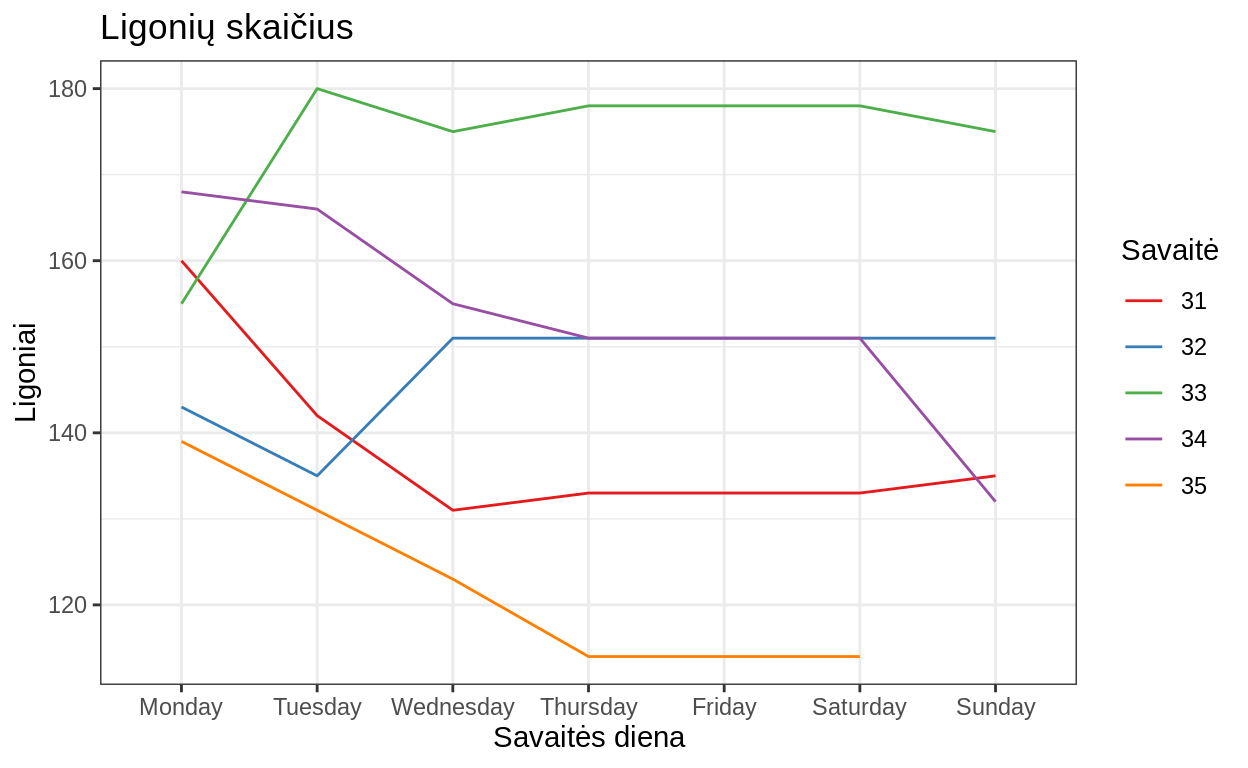 Ligonių skaičius
180
160
140
120
Ligoniai
Monday Tuesday Wednesday Thursday Friday Saturday Sunday
Savaitės diena
Savaitė
31
32
33
34
35